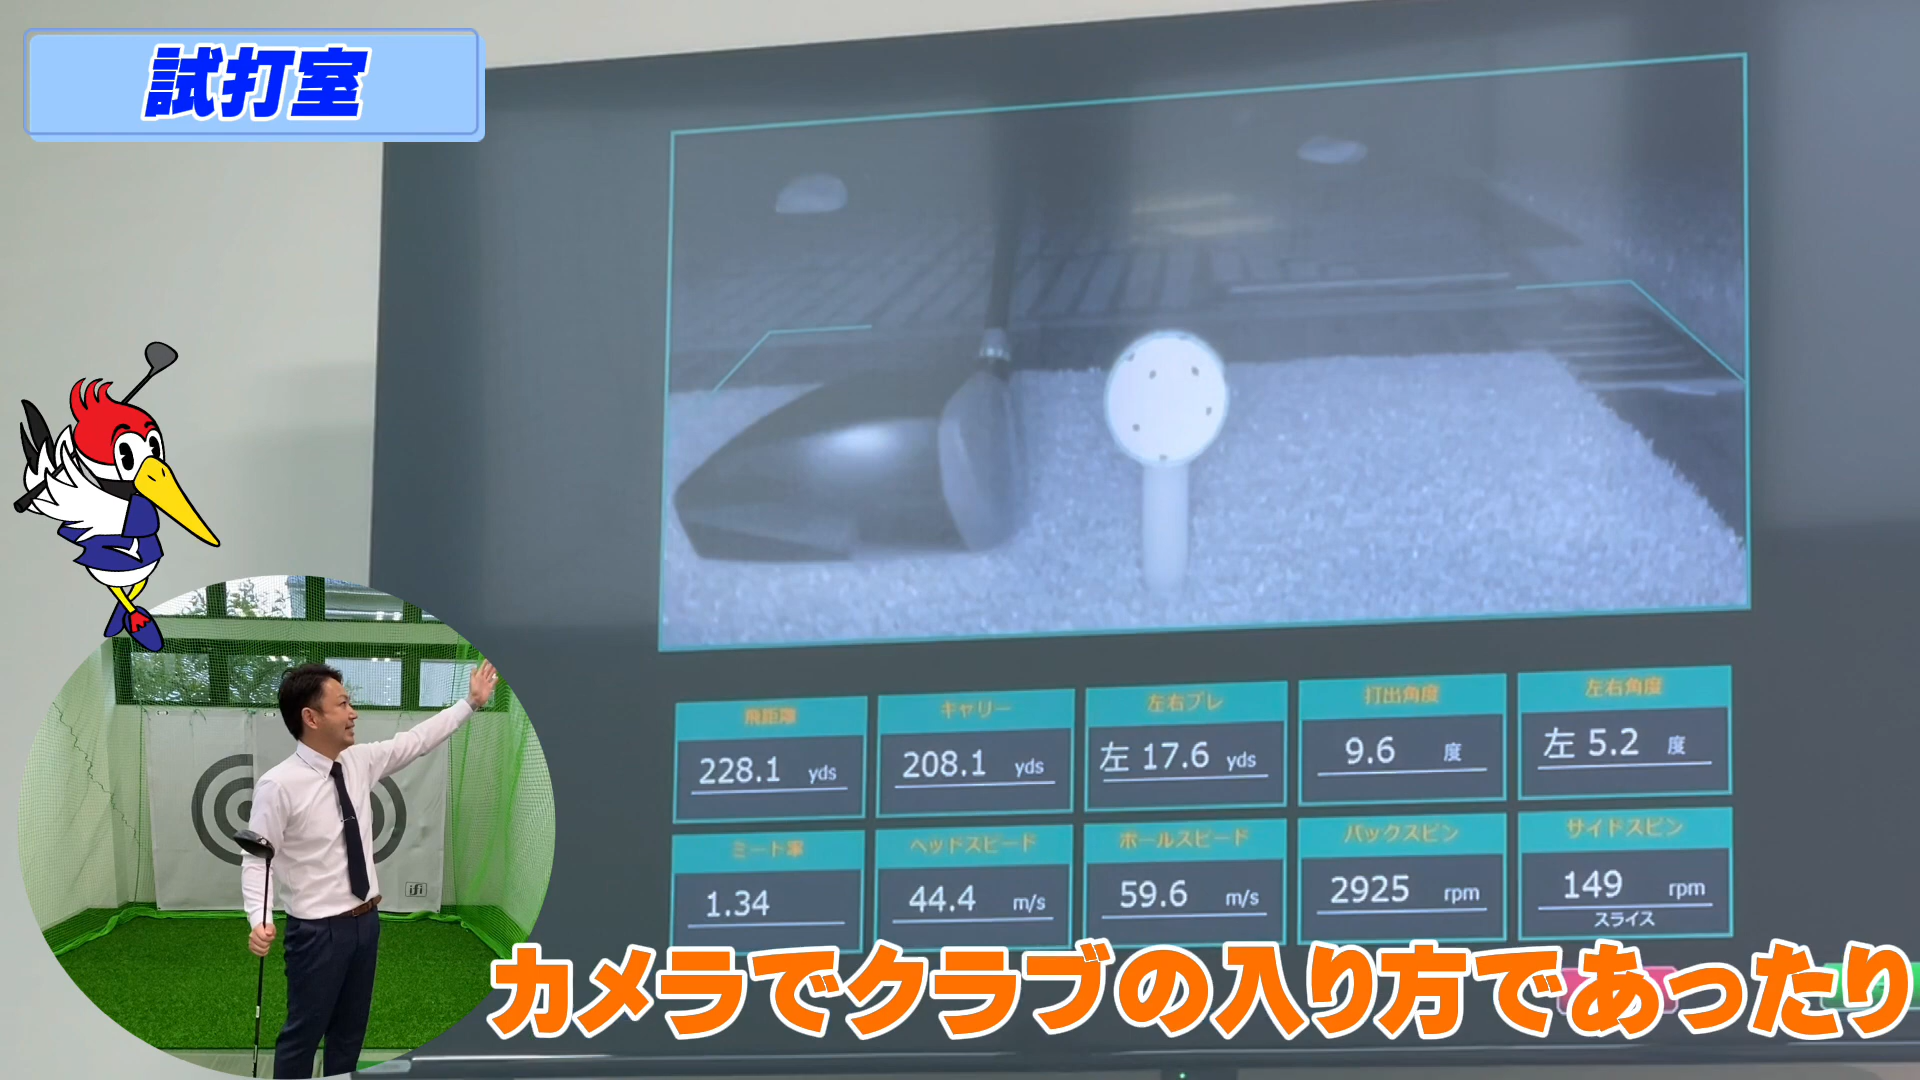 試打室
飛距離
キャリー
左右ブレ
打出角度
左右角度
228.1 yds
208.1 yds
左 17.6 yds
9.6 度
左 5.2 度
ミート率
ヘッドスピード
ボールスピード
バックスピン
サイドスピン
1.34
44.4 m/s
59.6 m/s
2925 rpm
149 rpm
スライス
ifi
カメラでクラブの入り方であったり